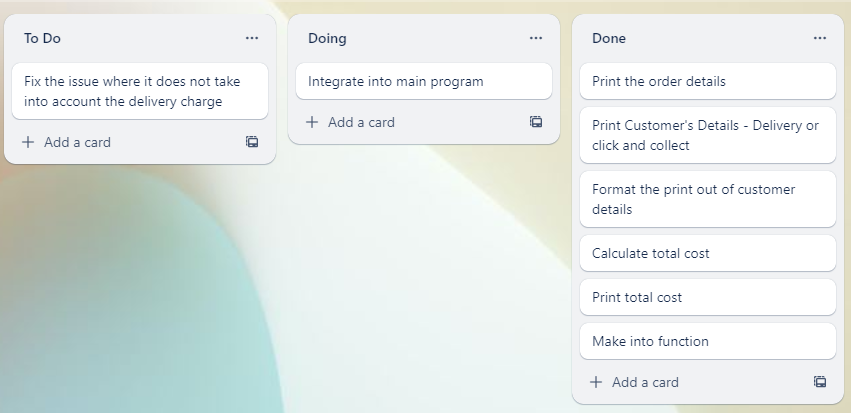 To Do
Fix the issue where it does not take
into account the delivery charge
Add a card
Doing
Integrate into main program
Add a card
Done
Print the order details
Print Customer's Details - Delivery or
click and collect
Format the print out of customer
details
Calculate total cost
Print total cost
Make into function
Add a card